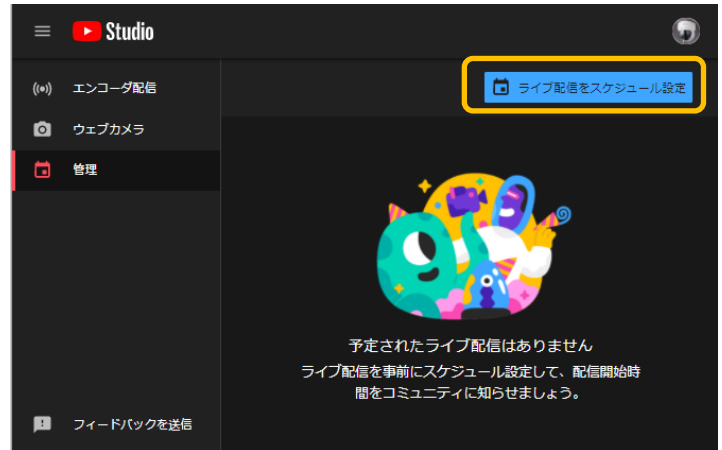 Studio
エンコーダ配信
ライブ配信をスケジュール設定
ウェブカメラ
管理
予定されたライブ配信はありません
ライブ配信を事前にスケジュール設定して、配信開始時
間をコミュニティに知らせましょう。
フィードバックを送信